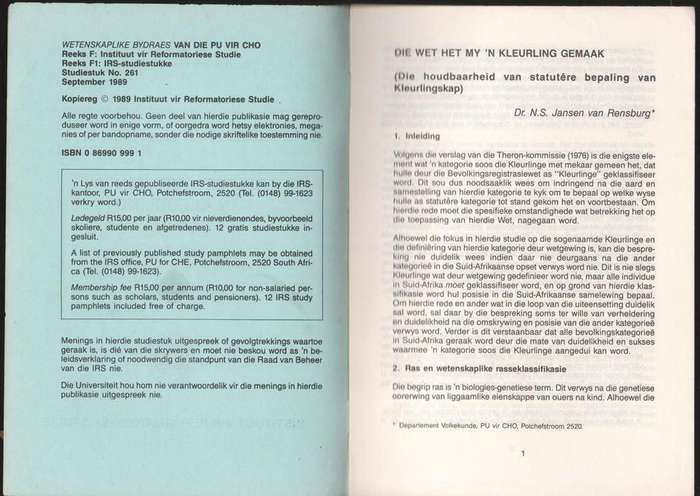 WETENSKAPLIKE BYDRAES VAN DIE PU VIR CHO
Reeks F: Instituut vir Reformatoriese Studie
Reeks F1: IRS-studiestukke
Studiestuk No. 261
September 1989
Kopiereg © 1989 Instituut vir Reformatoriese Studie
Alle regte voorbehou. Geen deel van hierdie publikasie mag gerepro-
duseer word in enige vorm, of oorgedra word hetsy elektronies, mega-
nies of per bandopname, sonder die nodige skriftelike toestemming nie.
ISBN 0 86990 999 1
'n Lys van reeds gepubliseerde IRS-studiestukke kan by die IRS-
kantoor, PU vir CHO, Potchefstroom, 2520 (Tel. (0148) 99-1623
verkry word.)
Ledegeld R15,00 per jaar (R10,00 vir nieverdienendes, byvoorbeeld
skoliere, studente en afgetredenes). 12 gratis studiestukke in-
gesluit.
A list of previously published study pamphlets may be obtained
from the IRS office, PU for CHE, Potchefstroom, 2520 South Afri-
ca (Tel. (0148) 99-1623).
Membership fee R15,00 per annum (R10,00 for non-salaried per-
sons such as scholars, students and pensioners). 12 IRS study
pamphlets included free of charge.
Menings in hierdie studiestuk uitgespreek of gevolgtrekkings waartoe
geraak is, is dié van die skrywers en moet nie beskou word as 'n be-
leidsverklaring of noodwendig die standpunt van die Raad van Beheer
van die IRS nie.
Die Universiteit hou hom nie verantwoordelik vir die menings in hierdie
publikasie uitgespreek nie.
DIE WET HET MY 'N KLEURLING GEMAAK
(Die houdbaarheid van statutêre bepaling van
Kleurlingskap)
Dr. N.S. Jansen van Rensburg*
1. Inleiding
Volgens die verslag van die Theron-kommissie (1976) is die enigste ele-
ment wat 'n kategorie soos die Kleurlinge met mekaar gemeen het, dat
hulle deur die Bevolkingsregistrasiewet as "Kleurlinge" geklassifiseer
word. Dit sou dus noodsaaklik wees om indringend na die aard en
samestelling van hierdie kategorie te kyk om te bepaal op welke wyse
hulle as statutêre kategorie tot stand gekom het en voortbestaan. Om
hierdie rede moet die spesifieke omstandighede wat betrekking het op
die toepassing van hierdie Wet, nagegaan word.
Alhoewel die fokus in hierdie studie op die sogenaamde Kleurlinge en
die definiëring van hierdie kategorie deur wetgewing is, kan die bespre-
king nie duidelik wees indien daar nie deurgaans na die ander
kategorieë in die Suid-Afrikaanse opset verwys word nie. Dit is nie slegs
Kleurlinge wat deur wetgewing gedefinieer word nie, maar alle individue
in Suid-Afrika moet geklassifiseer word, en op grond van hierdie klas-
sifikasie word hul posisie in die Suid-Afrikaanse samelewing bepaal.
Om hierdie rede en ander wat in die loop van die uiteensetting duidelik
sal word, sal daar by die bespreking soms ter wille van verheldering
en duidelikheid na die omskrywing en posisie van die ander kategorieë
verwys word. Verder is dit verstaanbaar dat alle bevolkingskategorieë
in Suid-Afrika geraak word deur die mate van duidelikheid en sukses
waarmee 'n kategorie soos die Kleurlinge aangedui kan word.
2. Ras en wetenskaplike rasseklassifikasie
Die begrip ras is 'n biologies-genetiese term. Dit verwys na die genetiese
oorerwing van liggaamlike eienskappe van ouers na kind. Alhoewel die
* Departement Volkekunde, PU vir CHO, Potchefstroom 2520.
1